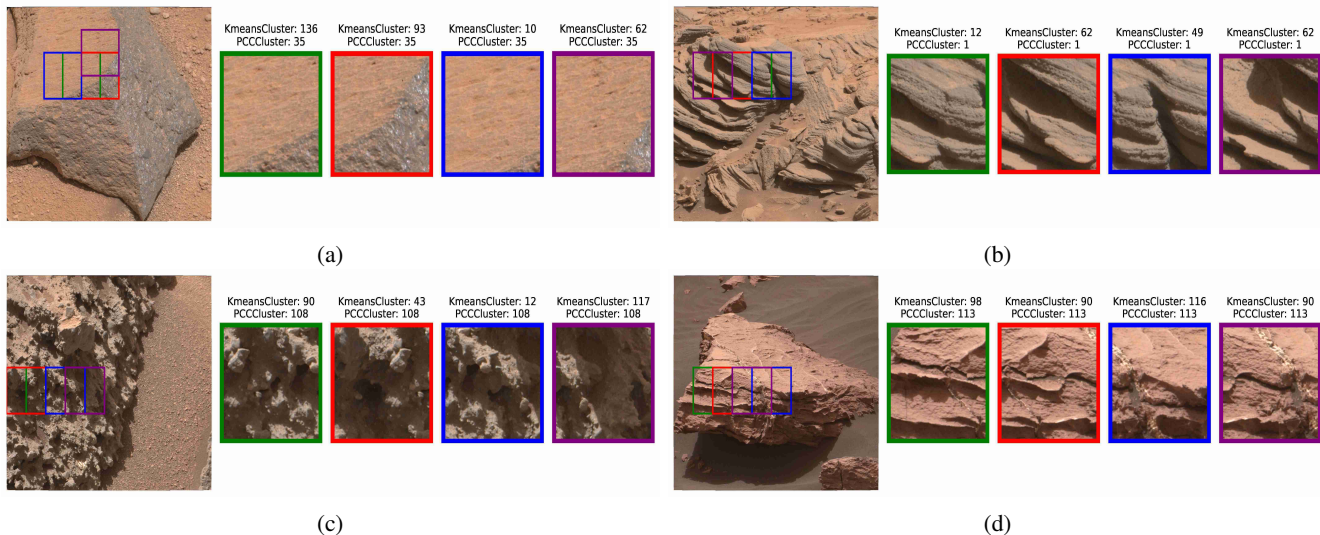 KmeansCluster: 136
PCCCluster: 35
KmeansCluster: 93
PCCCluster: 35
KmeansCluster: 10
PCCCluster: 35
KmeansCluster: 62
PCCCluster: 35
KmeansCluster: 12
PCCCluster: 1
KmeansCluster: 62
PCCCluster: 1
KmeansCluster: 49
PCCCluster: 1
KmeansCluster: 62
PCCCluster: 1
(a)
(b)
KmeansCluster: 90
PCCCluster: 108
KmeansCluster: 43
PCCCluster: 108
KmeansCluster: 12
PCCCluster: 108
KmeansCluster: 117
PCCCluster: 108
KmeansCluster: 98
PCCCluster: 113
KmeansCluster: 90
PCCCluster: 113
KmeansCluster: 116
PCCCluster: 113
KmeansCluster: 90
PCCCluster: 113
(c)
(d)